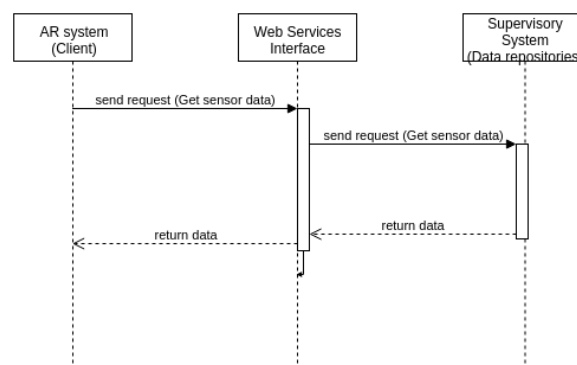 AR system
(Client)
Web Services
Interface
Supervisory
System
(Data repositories
send request (Get sensor data)
send request (Get sensor data)
return data
return data